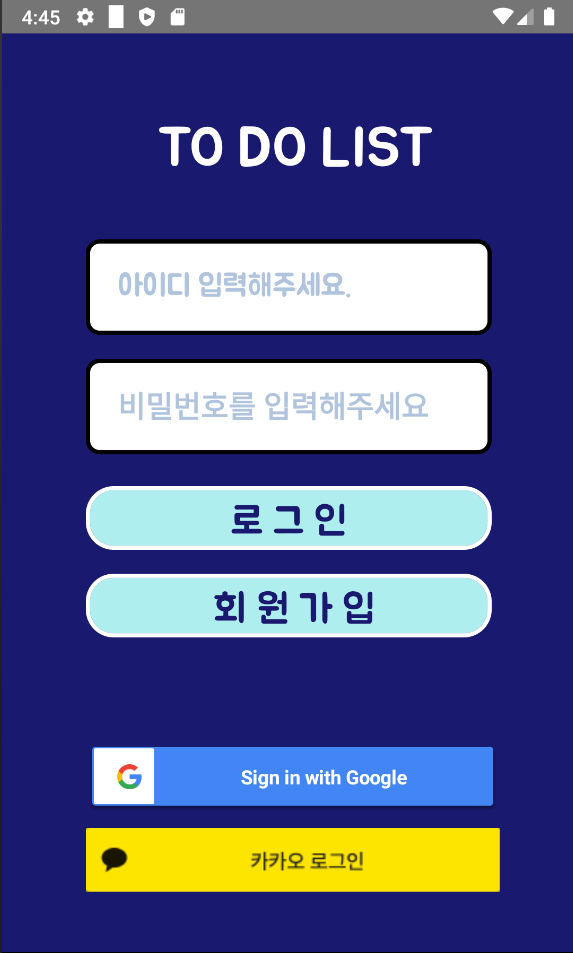 4:45
TO DO LIST
아이디 입력해주세요.
비밀번호를 입력해주세요
로 그 인
회 원 가 입
Sign in with Google
카카오 로그인